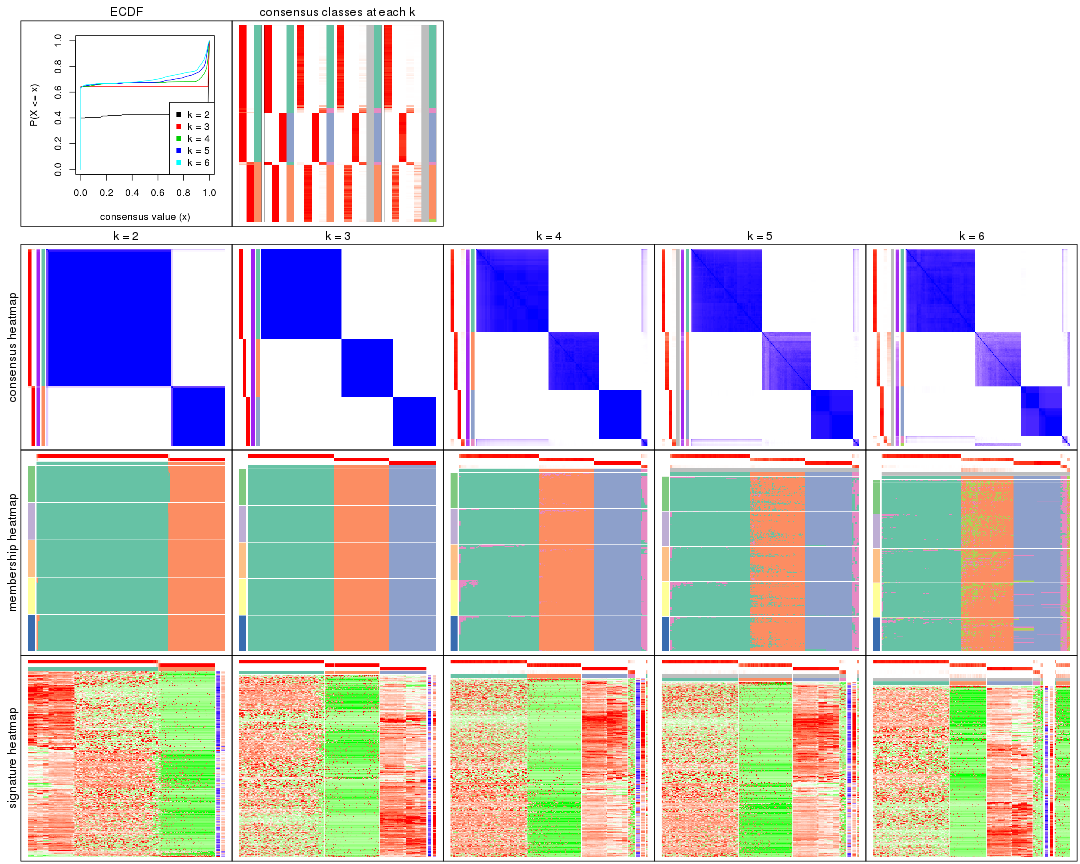 ECDF
consensus classes at each k
P(X <= x)
0.0 0.2 0.4 0.6 0.8 1.0
k = 2
k = 3
k = 4
k = 5
k = 6
0.0 0.2 0.4 0.6 0.8 1.0
consensus value (x)
k = 2
k = 3
k = 4
k = 5
k = 6
consensus heatmap
membership heatmap
signature heatmap